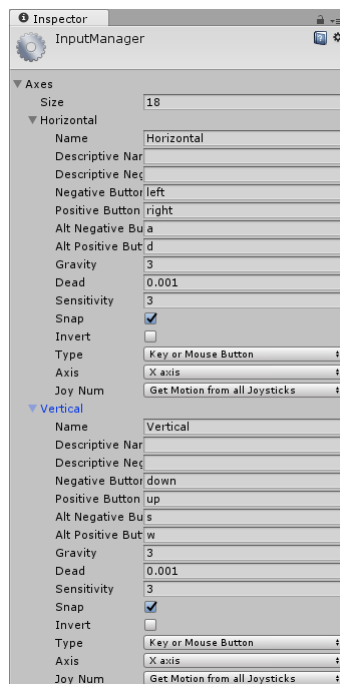 Inspector
InputManager
Axes
Size 18
Horizontal
Name Horizontal
Descriptive Nar
Descriptive Neg
Negative Button left
Positive Button right
Alt Negative Bu a
Alt Positive But d
Gravity 3
Dead 0.001
Sensitivity 3
Snap
Invert
Type Key or Mouse Button
Axis X axis
Joy Num Get Motion from all Joysticks
Vertical
Name Vertical
Descriptive Nar
Descriptive Neg
Negative Button down
Positive Button up
Alt Negative Bu s
Alt Positive But w
Gravity 3
Dead 0.001
Sensitivity 3
Snap
Invert
Type Key or Mouse Button
Axis X axis
Joy Num Get Motion from all Joysticks